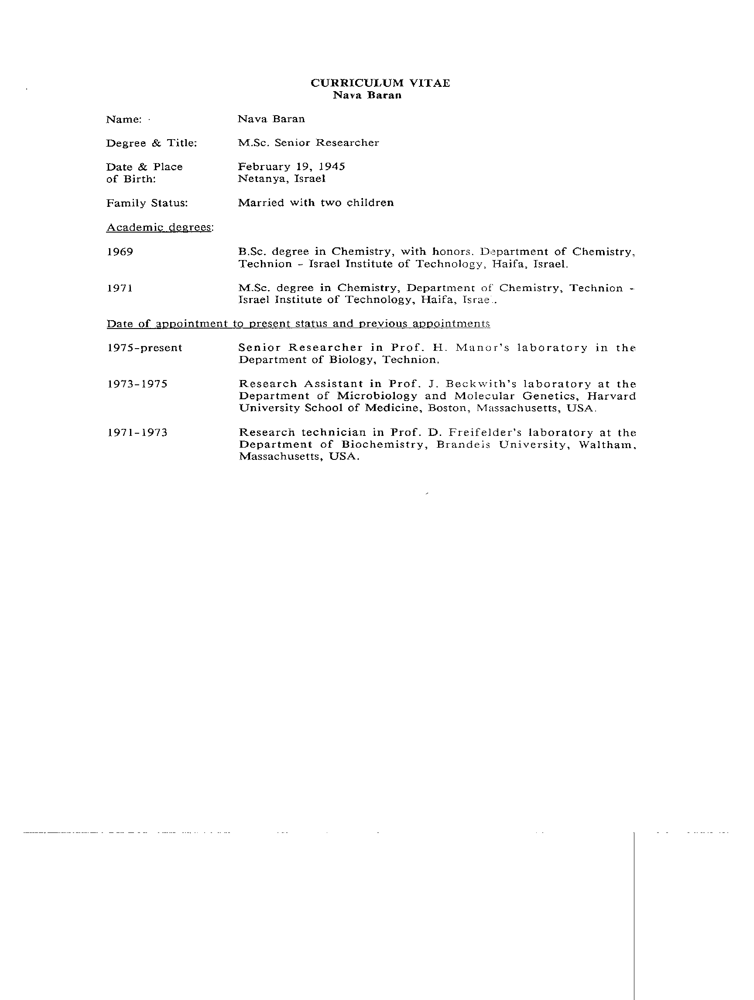 CURRICULUM VITAE
Nava Baran
Name: Nava Baran
Degree & Title: M.Sc. Senior Researcher
Date & Place February 19, 1945
of Birth: Netanya, Israel
Family Status: Married with two children
Academic degrees:
1969 B.Sc. degree in Chemistry, with honors. Department of Chemistry,
Technion - Israel Institute of Technology, Haifa, Israel.
1971 M.Sc. degree in Chemistry, Department of Chemistry, Technion -
Israel Institute of Technology, Haifa, Israel.
Date of appointment to present status and previous appointments
1975-present Senior Researcher in Prof. H. Manor's laboratory in the
Department of Biology, Technion.
1973-1975 Research Assistant in Prof. J. Beckwith's laboratory at the
Department of Microbiology and Molecular Genetics, Harvard
University School of Medicine, Boston, Massachusetts, USA.
1971-1973 Research technician in Prof. D. Freifelder's laboratory at the
Department of Biochemistry, Brandeis University, Waltham,
Massachusetts, USA.